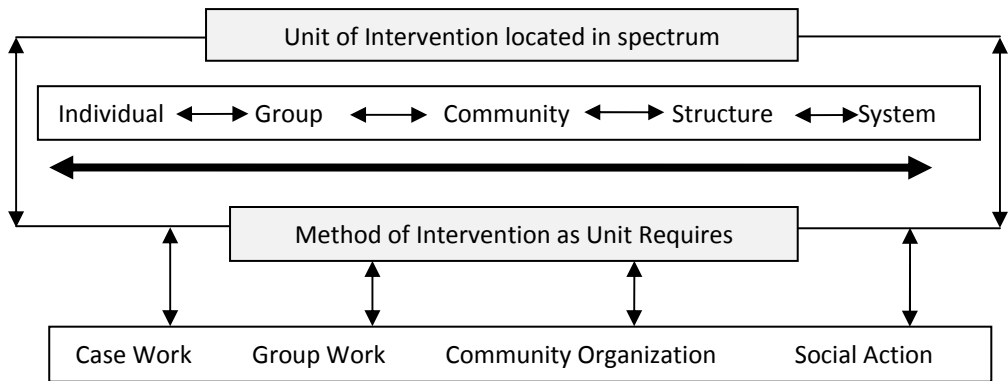 Unit of Intervention located in spectrum
Individual Group Community Structure System
Method of Intervention as Unit Requires
Case Work Group Work Community Organization Social Action